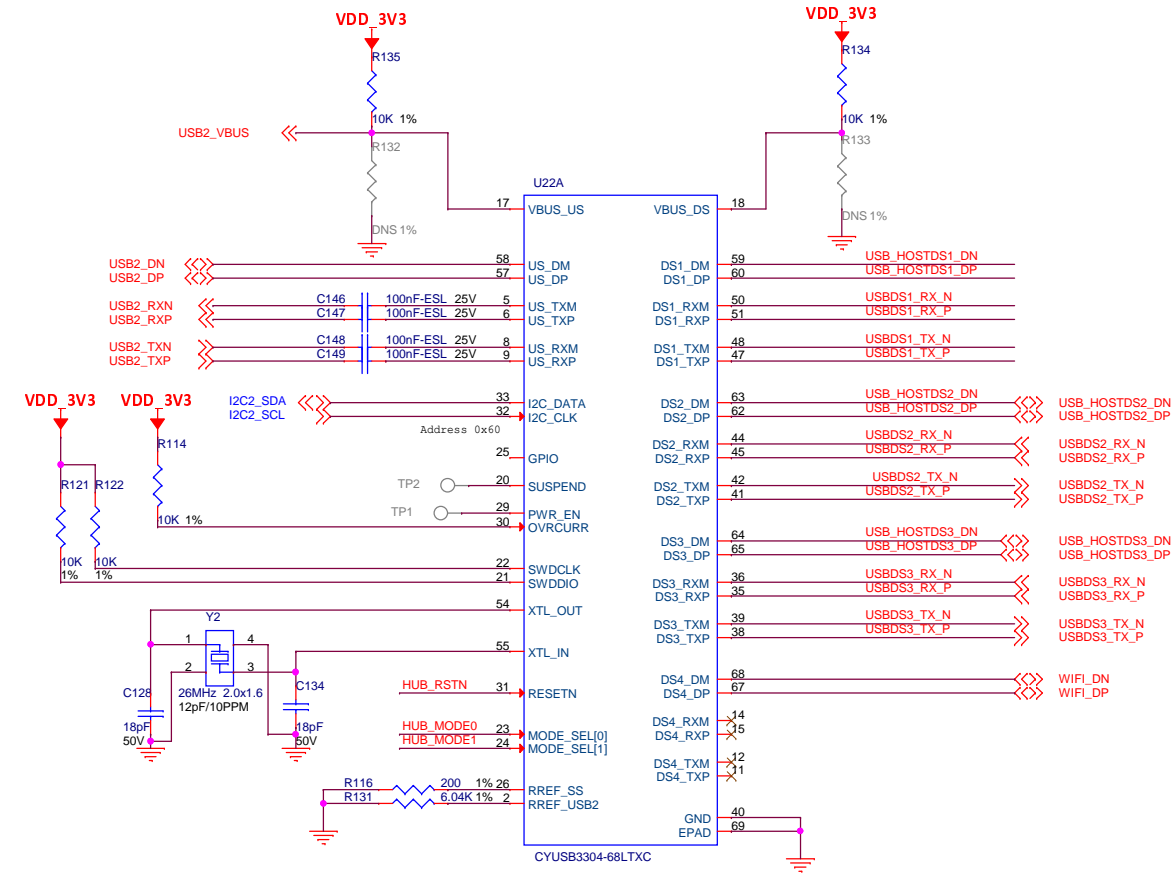 VDD_3V3
VDD_3V3
R135
R134
10K 1%
10K 1%
USB2_VBUS
R132
R133
DNS 1%
DNS 1%
U22A
17 VBUS_US
VBUS_DS 18
USB2_DN
58 US_DM
USB2_DP
57 US_DP
USB2_RXN
C146 100nF-ESL 25V
5 US_TXM
USB2_RXP
C147 100nF-ESL 25V
6 US_TXP
USB2_TXN
C148 100nF-ESL 25V
8 US_RXM
USB2_TXP
C149 100nF-ESL 25V
9 US_RXP
DS1_DM 59 USB_HOSTDS1_DN
DS1_DP 60 USB_HOSTDS1_DP
DS1_RXM 50 USBDS1_RX_N
DS1_RXP 51 USBDS1_RX_P
DS1_TXM 48 USBDS1_TX_N
DS1_TXP 47 USBDS1_TX_P
VDD_3V3
VDD_3V3
I2C2_SDA
33 I2C_DATA
I2C2_SCL
32 I2C_CLK
Address 0x60
R114
25 GPIO
TP2
20 SUSPEND
R121 R122
TP1
29 PWR_EN
10K 1%
30 OVRCURR
10K 10K
1% 1%
22 SWDCLK
21 SWDDIO
DS2_DM 63 USB_HOSTDS2_DN USB_HOSTDS2_DN
DS2_DP 62 USB_HOSTDS2_DP USB_HOSTDS2_DP
DS2_RXM 44 USBDS2_RX_N USBDS2_RX_N
DS2_RXP 45 USBDS2_RX_P USBDS2_RX_P
DS2_TXM 42 USBDS2_TX_N USBDS2_TX_N
DS2_TXP 41 USBDS2_TX_P USBDS2_TX_P
DS3_DM 64 USB_HOSTDS3_DN USB_HOSTDS3_DN
DS3_DP 65 USB_HOSTDS3_DP USB_HOSTDS3_DP
DS3_RXM 36 USBDS3_RX_N USBDS3_RX_N
DS3_RXP 35 USBDS3_RX_P USBDS3_RX_P
DS3_TXM 39 USBDS3_TX_N USBDS3_TX_N
DS3_TXP 38 USBDS3_TX_P USBDS3_TX_P
54 XTL_OUT
Y2
1 4
2 3
55 XTL_IN
C128
26MHz 2.0x1.6
12pF/10PPM
C134
18pF
50V
18pF
50V
HUB_RSTN
31 RESETN
HUB_MODE0
23 MODE_SEL[0]
HUB_MODE1
24 MODE_SEL[1]
R116 200 1% 26 RREF_SS
R131 6.04K 1% 2 RREF_USB2
DS4_DM 68 WIFI_DN
DS4_DP 67 WIFI_DP
DS4_RXM 14
DS4_RXP 15
DS4_TXM 12
DS4_TXP 11
GND 40
EPAD 69
CYUSB3304-68LTXC